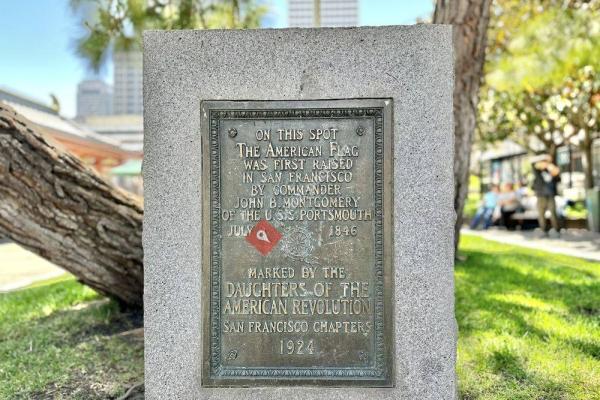 ON THIS SPOT
THE AMERICAN FLAG
WAS FIRST RAISED
IN SAN FRANCISCO
BY COMMANDER
JOHN B. MONTGOMERY
OF THE U.S.S. PORTSMOUTH
JULY 1846
MARKED BY THE
DAUGHTERS OF THE
AMERICAN REVOLUTION
SAN FRANCISCO CHAPTERS
1924